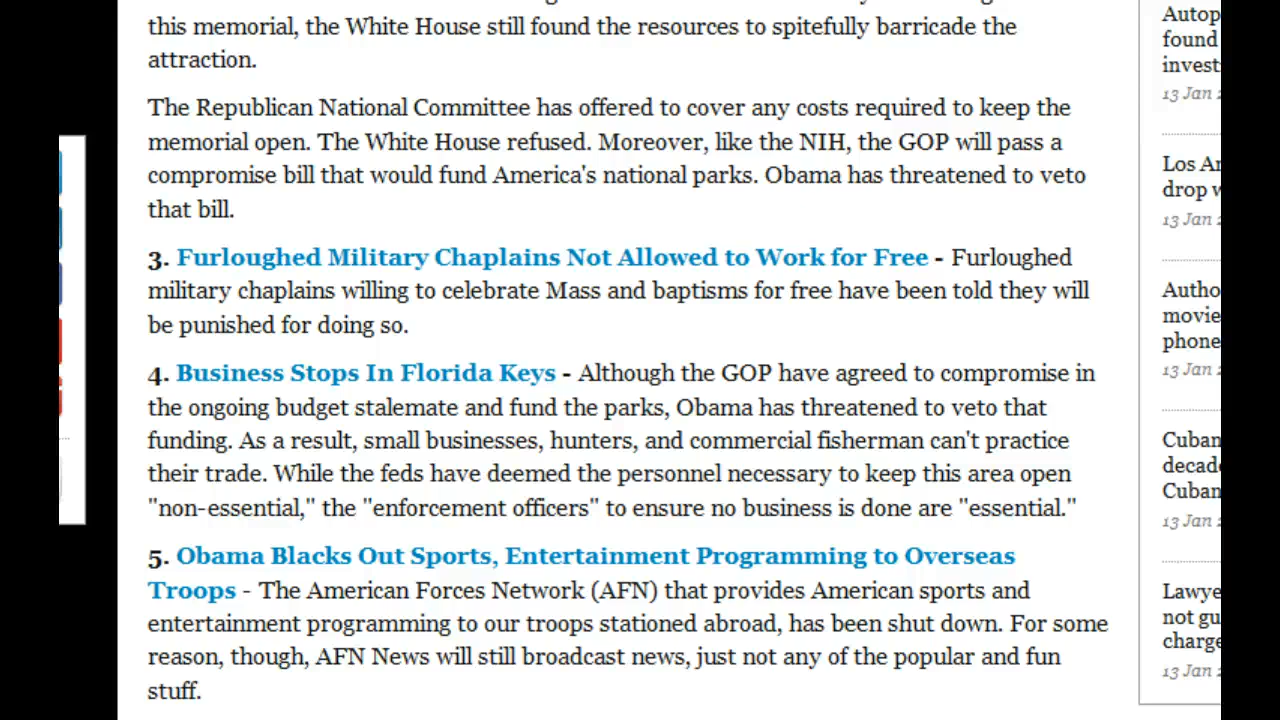 this memorial, the White House still found the resources to spitefully barricade the
attraction.
The Republican National Committee has offered to cover any costs required to keep the
memorial open. The White House refused. Moreover, like the NIH, the GOP will pass a
compromise bill that would fund America's national parks. Obama has threatened to veto
that bill.
3. Furloughed Military Chaplains Not Allowed to Work for Free - Furloughed
military chaplains willing to celebrate Mass and baptisms for free have been told they will
be punished for doing so.
4. Business Stops In Florida Keys - Although the GOP have agreed to compromise in
the ongoing budget stalemate and fund the parks, Obama has threatened to veto that
funding. As a result, small businesses, hunters, and commercial fisherman can't practice
their trade. While the feds have deemed the personnel necessary to keep this area open
"non-essential," the "enforcement officers" to ensure no business is done are "essential."
5. Obama Blacks Out Sports, Entertainment Programming to Overseas
Troops - The American Forces Network (AFN) that provides American sports and
entertainment programming to our troops stationed abroad, has been shut down. For some
reason, though, AFN News will still broadcast news, just not any of the popular and fun
stuff.
Autop
found
invest
13 Jan
Los An
drop w
13 Jan
Autho
movie
phone
13 Jan
Cuban
decade
Cuban
13 Jan
Lawye
not gu
charge
13 Jan